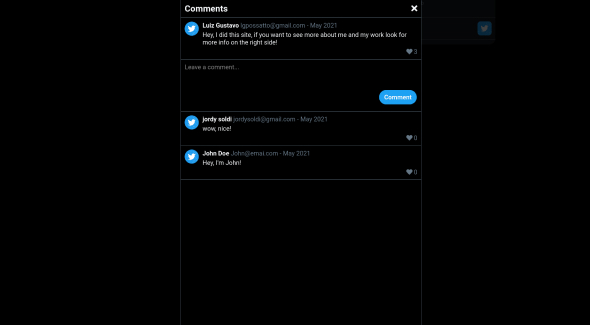 Comments
Luiz Gustavo lgpossatto@gmail.com - May 2021
Hey, I did this site, if you want to see more about me and my work look for
more info on the right side!
3
Leave a comment...
Comment
jordy soldi jordysoldi@gmail.com - May 2021
wow, nice!
0
John Doe John@emai.com - May 2021
Hey, I'm John!
0